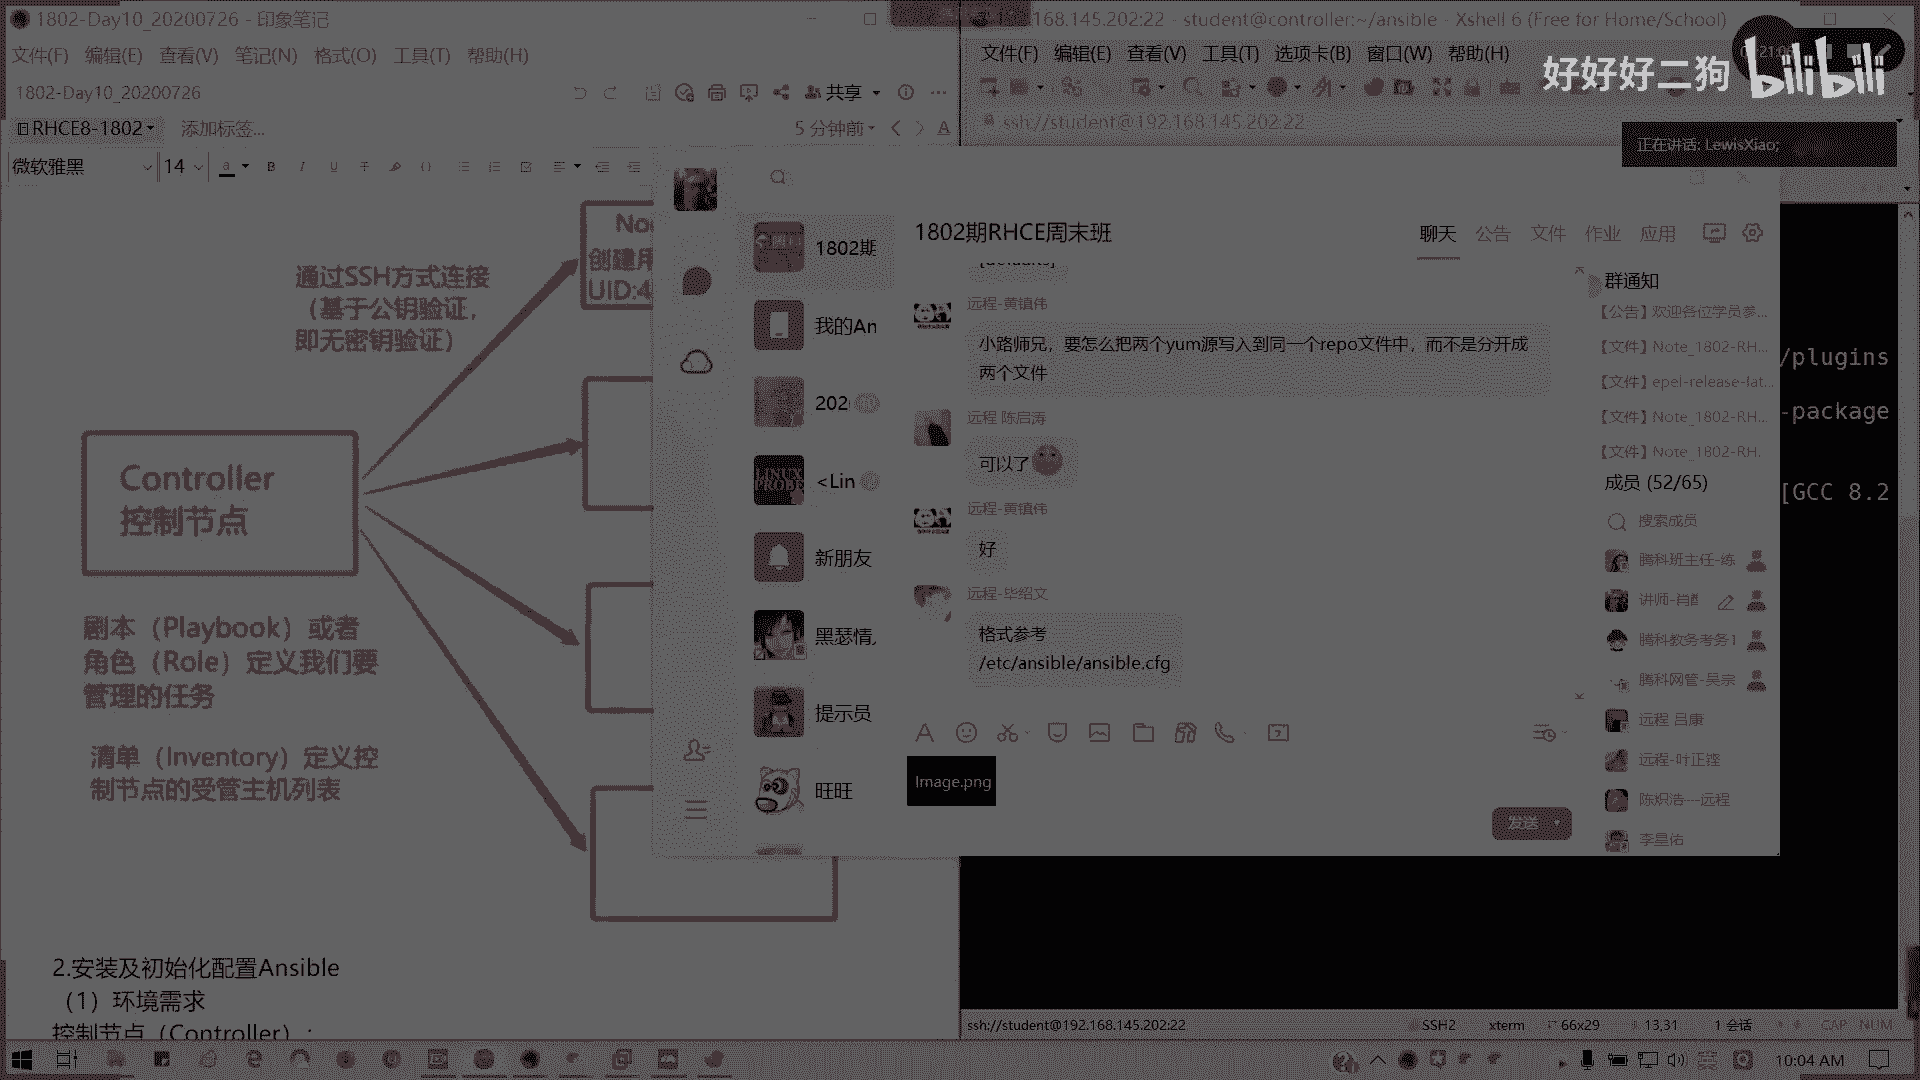 1802-Day10_20200726 - 印象笔记
文件(F) 编辑(E) 查看(V) 笔记(N) 格式(O) 工具(T) 帮助(H)
1802-Day10_20200726
共享
RHCE8-1802
添加标签...
5 分钟前
微软雅黑
14
通过SSH方式连接
（基于公钥验证，
即无密钥验证）
创建用
UID:4
Controller
控制节点
剧本（Playbook）或者
角色（Role）定义我们要
管理的任务
清单（Inventory）定义控
制节点的受管主机列表
2.安装及初始化配置Ansible
（1）环境需求
控制节点（Controller）:
168.145.202:22 - student@controller:~/ansible - Xshell 6 (Free for Home/School)
文件(F) 编辑(E) 查看(V) 工具(T) 选项卡(B) 窗口(W) 帮助(H)
好好好二狗
bilibili
ssh://student@192.168.145.202:22
正在讲话: LewisXiao;
1802期
我的An
202
<Lin
新朋友
黑瑟情
提示员
旺旺
1802期RHCE周末班
聊天 公告 文件 作业 应用
[defaults]
远程-黄镇伟
小路师兄，要怎么把两个yum源写入到同一个repo文件中，而不是分开成
两个文件
远程 陈启涛
可以了
远程-黄镇伟
好
远程-毕绍文
格式参考
/etc/ansible/ansible.cfg
Image.png
发送
群通知
【公告】欢迎各位学员参...
【文件】Note_1802-RH...
【文件】epel-release-lat...
【文件】Note_1802-RH...
【文件】Note_1802-RH.
成员 (52/65)
搜索成员
腾科班主任-练
讲师-肖
腾科教务考务1
腾科网管-吴宗
远程 吕康
远程-叶正铿
陈炽浩---远程
李星佑
/plugins
-package
[GCC 8.2
ssh://student@192.168.145.202:22
SSH2
xterm
66x29
13,31
1 会话
CAP NUM
10:04 AM